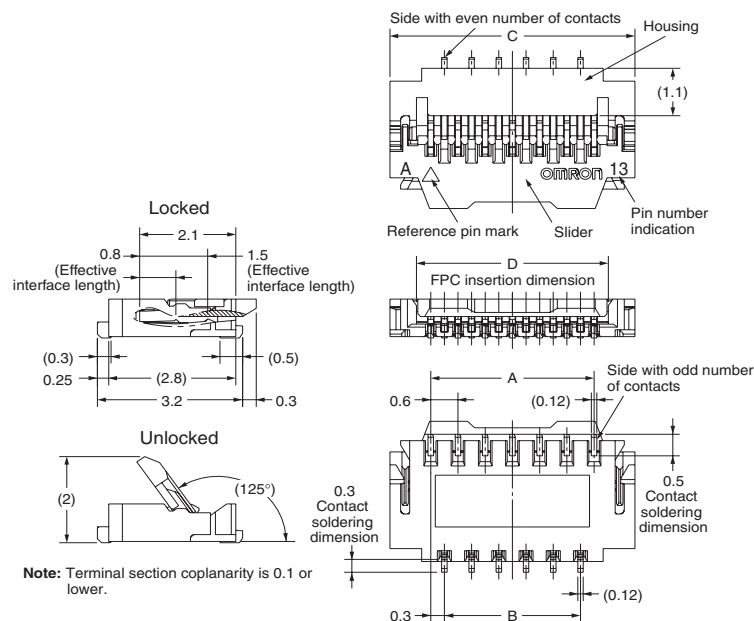 Side with even number of contacts
C
Housing
(1.1)
A
OMRON 13
Reference pin mark
Slider
Pin number
indication
Locked
2.1
0.8
1.5
(Effective
interface length)
(Effective
interface length)
(0.3)
(0.5)
0.25
(2.8)
3.2
0.3
D
FPC insertion dimension
A
Side with odd number
of contacts
0.6
(0.12)
0.5
Contact
soldering
dimension
Unlocked
(2)
(125°)
0.3
Contact
soldering
dimension
(0.12)
0.3
B
Note: Terminal section coplanarity is 0.1 or
lower.